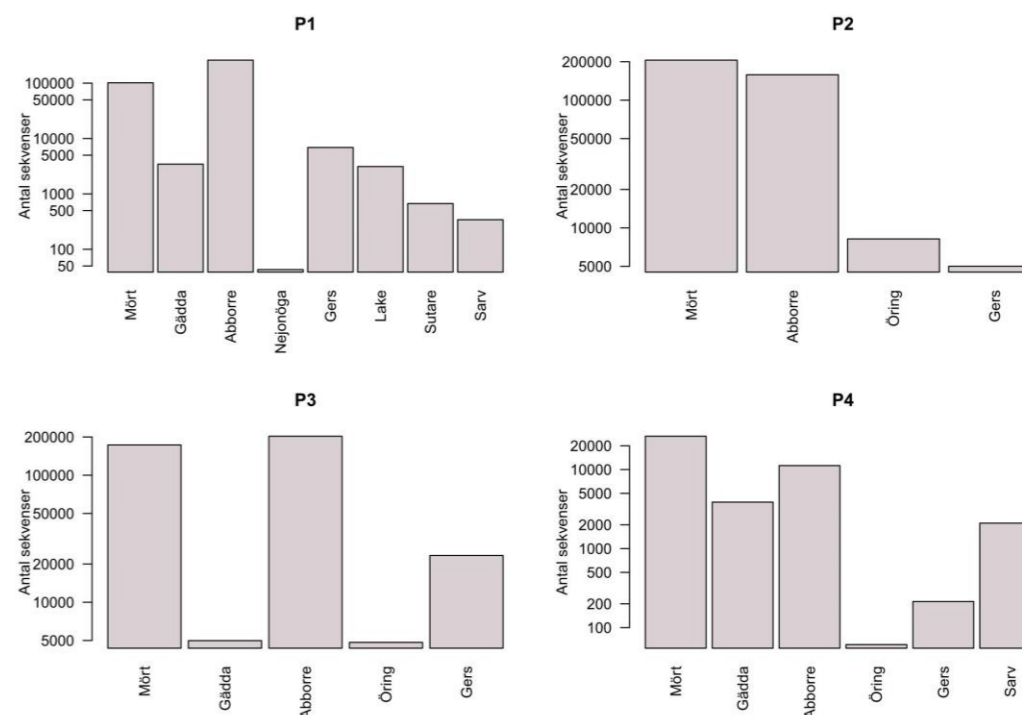 P1
Antal sekvenser
100000
50000
10000
5000
1000
500
100
50
Mört
Gädda
Abborre
Nejonöga
Gers
Lake
Sutare
Sarv
P2
Antal sekvenser
200000
100000
50000
20000
10000
5000
Mört
Abborre
Öring
Gers
P3
Antal sekvenser
200000
100000
50000
20000
10000
5000
Mört
Gädda
Abborre
Öring
Gers
P4
Antal sekvenser
20000
10000
5000
2000
1000
500
200
100
Mört
Gädda
Abborre
Öring
Gers
Sarv